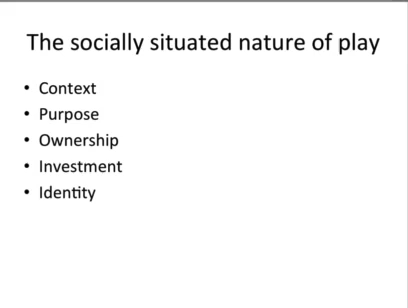 The socially situated nature of play
• Context
• Purpose
• Ownership
• Investment
• Identity